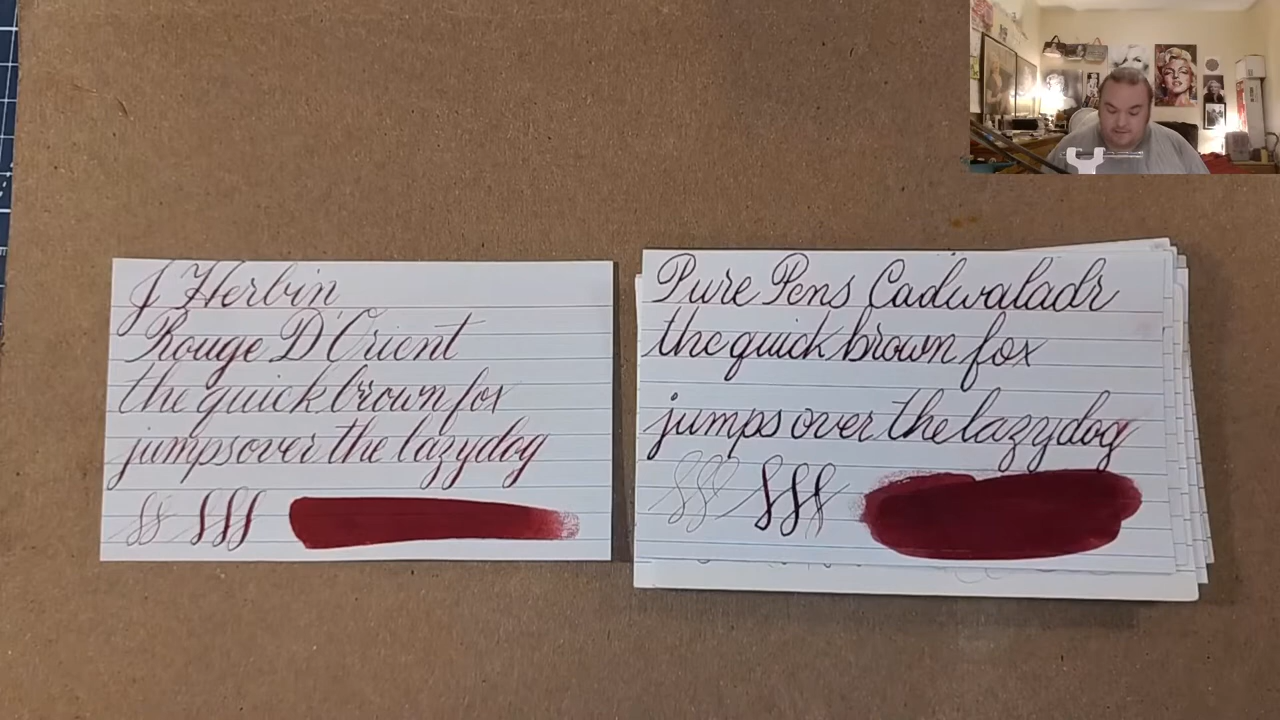 J Herbin
Rouge D'Orient
the quick brown fox
jumps over the lazy dog
Pure Pens Cadwaladr
the quick brown fox
jumps over the lazy dog